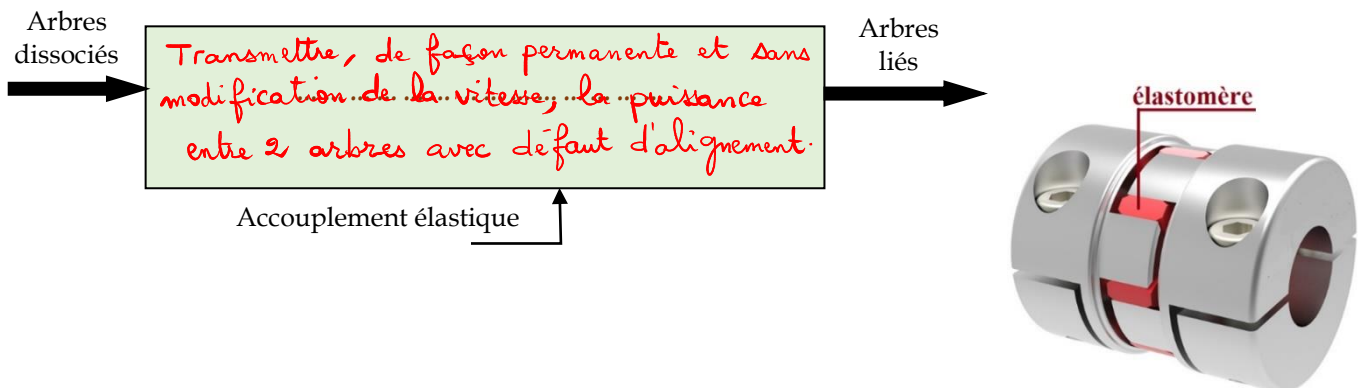 Arbres
dissociés
Transmettre, de façon permanente et sans
modification de la vitesse, la puissance
entre 2 arbres avec défaut d'alignement.
Arbres
liés
élastomère
Accouplement élastique